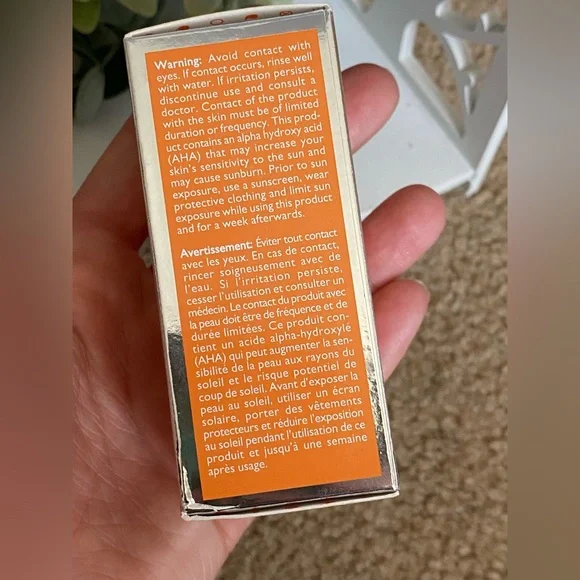 Warning: Avoid contact with
eyes. If contact occurs, rinse well
with water. If irritation persists,
discontinue use and consult a
doctor. Contact of the product
with the skin must be of limited
duration or frequency. This prod-
uct contains an alpha hydroxy acid
(AHA) that may increase your
skin's sensitivity to the sun and
may cause sunburn. Prior to sun
exposure, use a sunscreen, wear
protective clothing and limit sun
exposure while using this product
and for a week afterwards.
Avertissement: Éviter tout contact
avec les yeux. En cas de contact,
rincer soigneusement avec de
l'eau. Si l'irritation persiste,
cesser l'utilisation et consulter un
médecin. Le contact du produit avec
la peau doit être de fréquence et de
durée limitées. Ce produit con-
tient un acide alpha-hydroxylé
(AHA) qui peut augmenter la sen-
sibilité de la peau aux rayons du
soleil et le risque potentiel de
coup de soleil. Avant d'exposer la
peau au soleil, utiliser un écran
solaire, porter des vêtements
protecteurs et réduire l'exposition
au soleil pendant l'utilisation de ce
produit et jusqu'à une semaine
après usage.